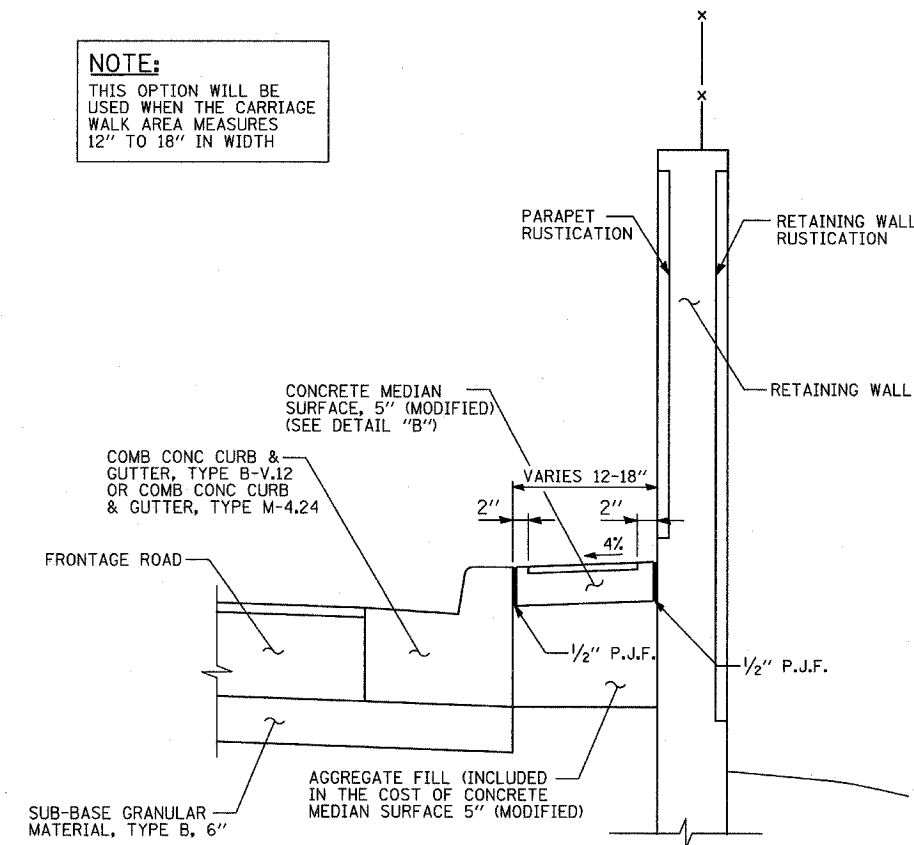 NOTE:
THIS OPTION WILL BE
USED WHEN THE CARRIAGE
WALK AREA MEASURES
12" TO 18" IN WIDTH
x
x
PARAPET
RUSTICATION
RETAINING WALL
RUSTICATION
RETAINING WALL
CONCRETE MEDIAN
SURFACE, 5" (MODIFIED)
(SEE DETAIL "B")
COMB CONC CURB &
GUTTER, TYPE B-V.12
OR COMB CONC CURB
& GUTTER, TYPE M-4.24
VARIES 12-18"
2"
2"
4%
FRONTAGE ROAD
1/2" P.J.F.
1/2" P.J.F.
AGGREGATE FILL (INCLUDED
IN THE COST OF CONCRETE
MEDIAN SURFACE 5" (MODIFIED)
SUB-BASE GRANULAR
MATERIAL, TYPE B, 6"